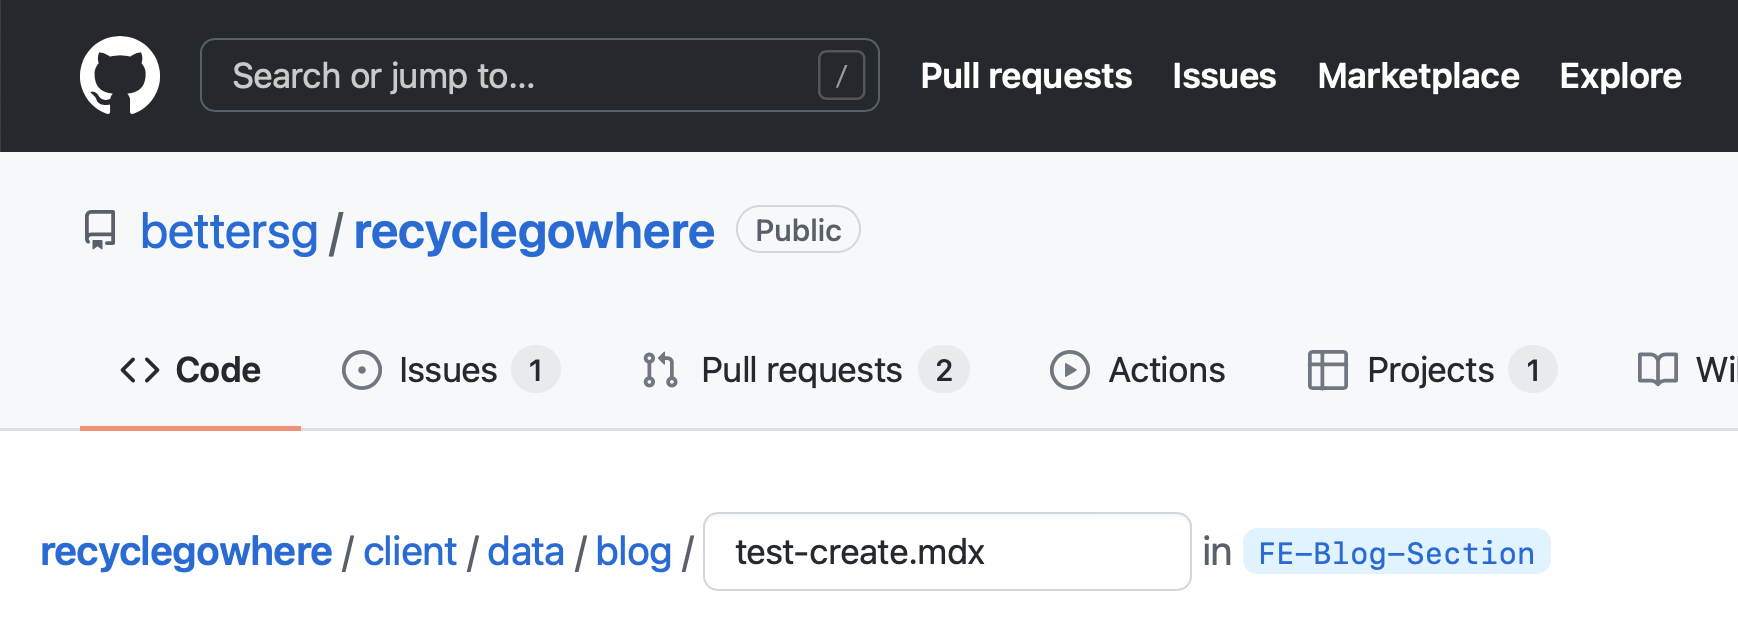 Search or jump to... / Pull requests Issues Marketplace Explore
bettersg / recyclegowhere Public
Code Issues 1 Pull requests 2 Actions Projects 1
recyclegowhere / client / data / blog / test-create.mdx in FE-Blog-Section